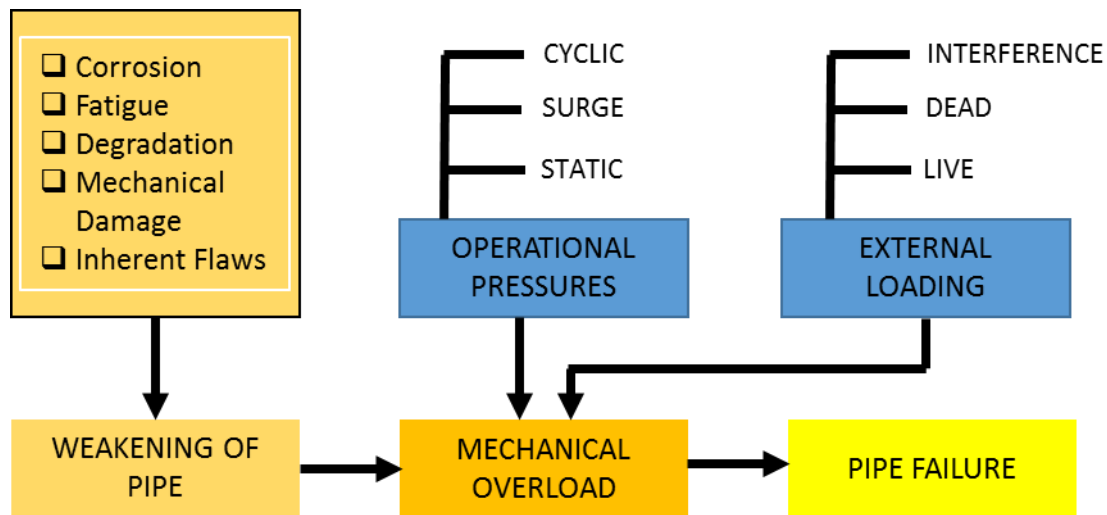 ❑ Corrosion
❑ Fatigue
❑ Degradation
❑ Mechanical
Damage
❑ Inherent Flaws
CYCLIC
SURGE
STATIC
OPERATIONAL
PRESSURES
INTERFERENCE
DEAD
LIVE
EXTERNAL
LOADING
WEAKENING OF
PIPE
MECHANICAL
OVERLOAD
PIPE FAILURE